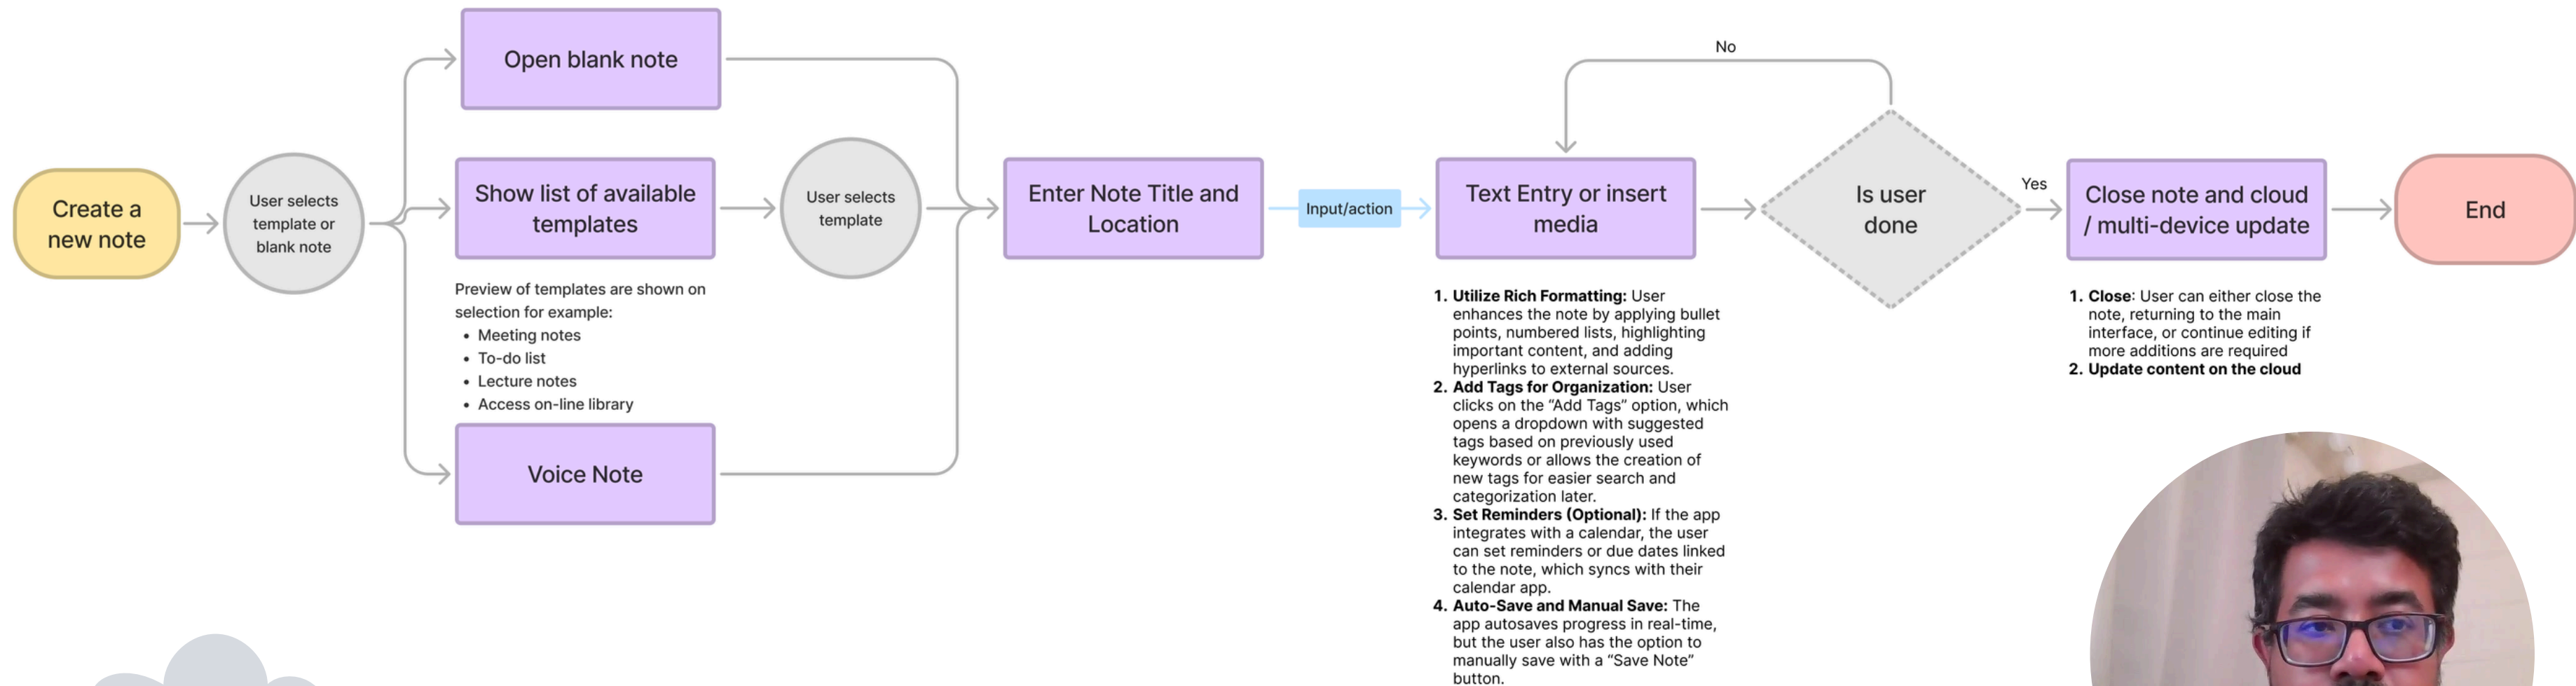 Create a
new note
User selects
template or
blank note
Open blank note
Show list of available
templates
Preview of templates are shown on
selection for example:
• Meeting notes
• To-do list
• Lecture notes
• Access on-line library
Voice Note
User selects
template
Enter Note Title and
Location
Input/action
Text Entry or insert
media
1. Utilize Rich Formatting: User
enhances the note by applying bullet
points, numbered lists, highlighting
important content, and adding
hyperlinks to external sources.
2. Add Tags for Organization: User
clicks on the “Add Tags” option, which
opens a dropdown with suggested
tags based on previously used
keywords or allows the creation of
new tags for easier search and
categorization later.
3. Set Reminders (Optional): If the app
integrates with a calendar, the user
can set reminders or due dates linked
to the note, which syncs with their
calendar app.
4. Auto-Save and Manual Save: The
app autosaves progress in real-time,
but the user also has the option to
manually save with a “Save Note”
button.
No
Is user
done
Yes
Close note and cloud
/ multi-device update
1. Close: User can either close the
note, returning to the main
interface, or continue editing if
more additions are required
2. Update content on the cloud
End